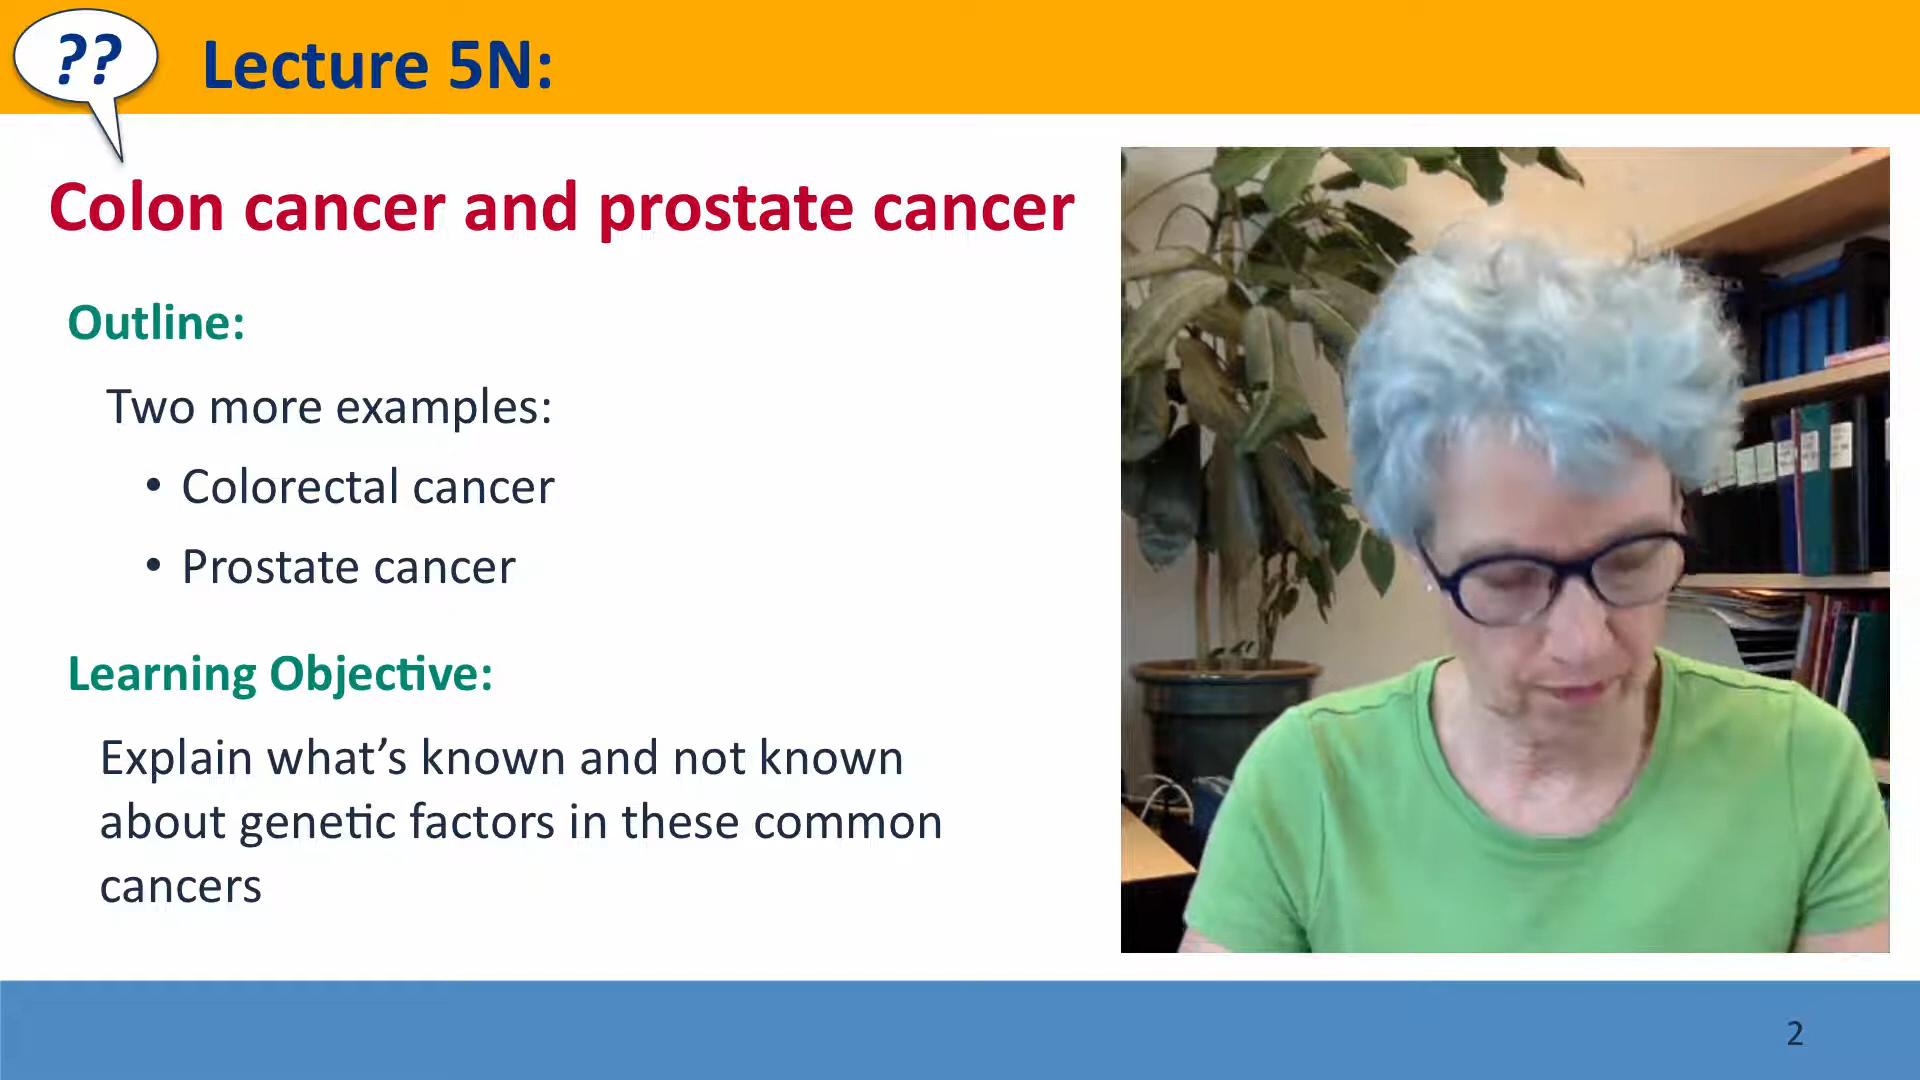 ??
Lecture 5N:
Colon cancer and prostate cancer
Outline:
Two more examples:
• Colorectal cancer
• Prostate cancer
Learning Objective:
Explain what’s known and not known
about genetic factors in these common
cancers
2